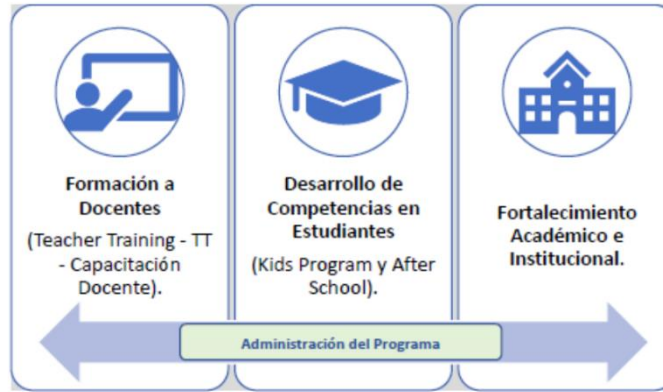 Formación a
Docentes
(Teacher Training - TT
- Capacitación
Docente).
Desarrollo de
Competencias en
Estudiantes
(Kids Program y After
School).
Fortalecimiento
Académico e
Institucional.
Administración del Programa